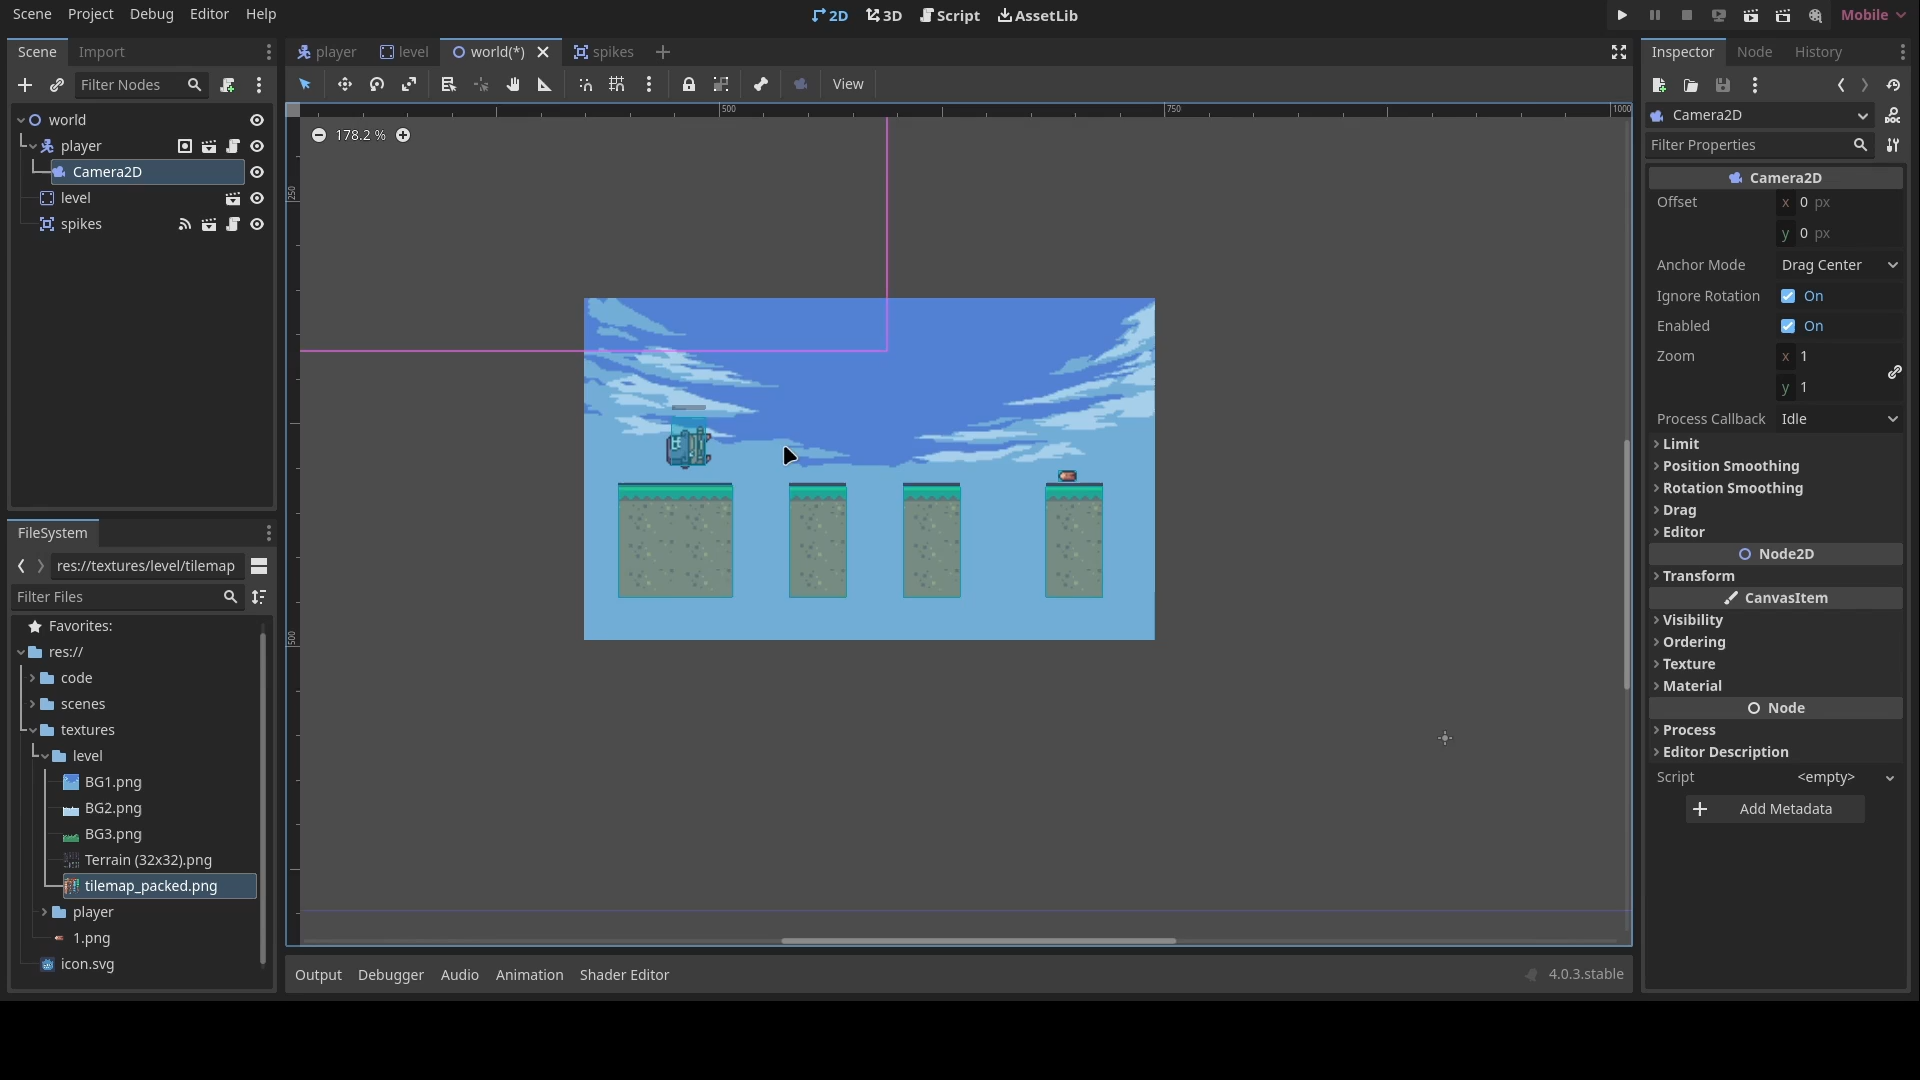 Scene Project Debug Editor Help 2D 3D Script AssetLib Mobile
Scene Import player level world(*) spikes Inspector Node History
Filter Nodes View
world
player
Camera2D
level
spikes
500 750 1000
178.2 %
250
500
Camera2D
Filter Properties
Camera2D
Offset x 0 px
y 0 px
Anchor Mode Drag Center
Ignore Rotation On
Enabled On
Zoom x 1
y 1
Process Callback Idle
Limit
Position Smoothing
Rotation Smoothing
Drag
Editor
Node2D
Transform
CanvasItem
Visibility
Ordering
Texture
Material
Node
Process
Editor Description
Script <empty>
Add Metadata
FileSystem
res://textures/level/tilemap
Filter Files
Favorites:
res://
code
scenes
textures
level
BG1.png
BG2.png
BG3.png
Terrain (32x32).png
tilemap_packed.png
player
1.png
icon.svg
Output Debugger Audio Animation Shader Editor 4.0.3.stable